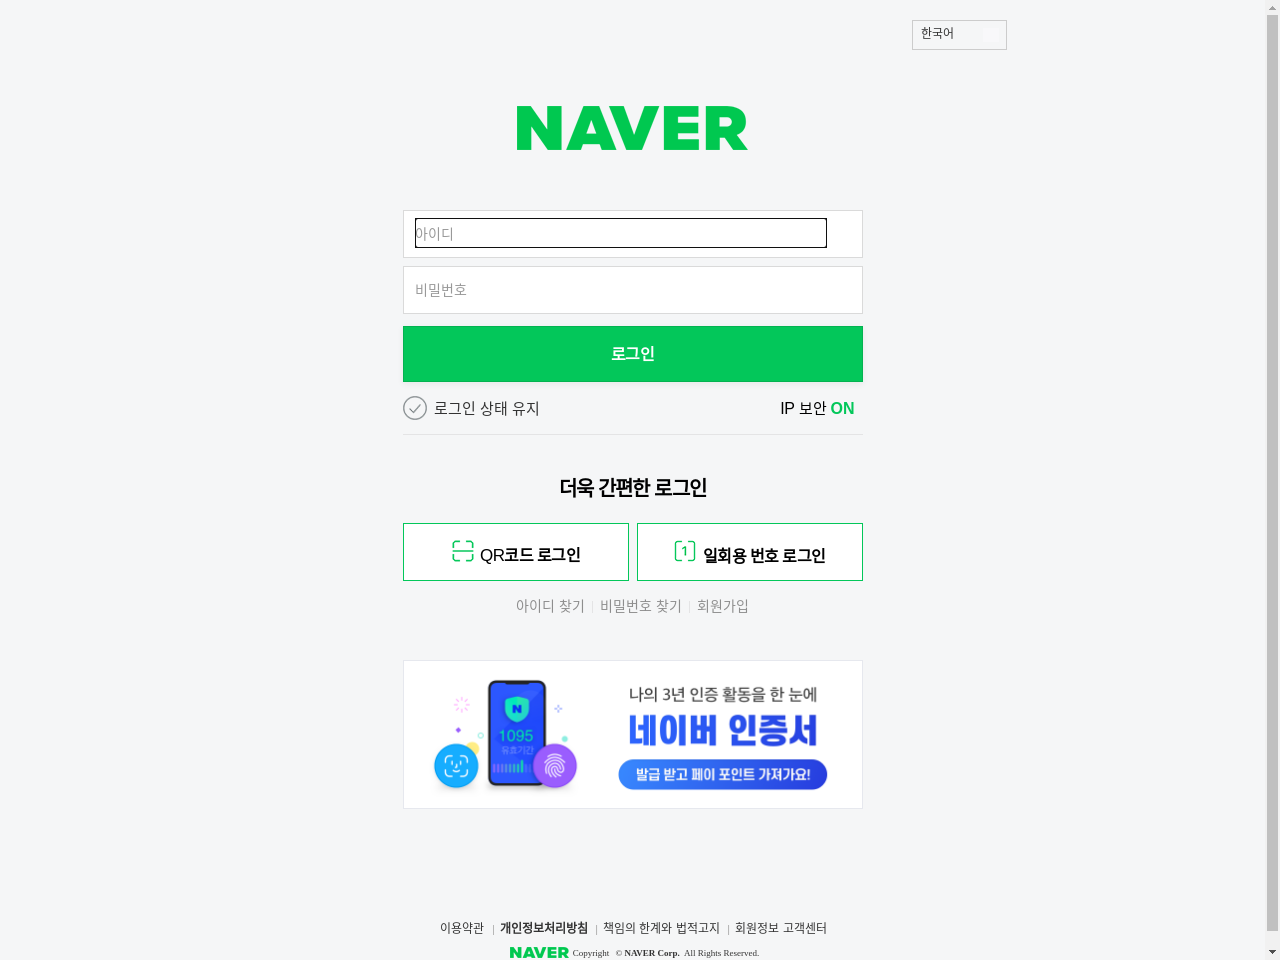 한국어
NAVER
아이디
비밀번호
로그인
로그인 상태 유지 IP 보안 ON
더욱 간편한 로그인
QR코드 로그인 1 일회용 번호 로그인
아이디 찾기 비밀번호 찾기 회원가입
나의 3년 인증 활동을 한 눈에
네이버 인증서
발급 받고 페이 포인트 가져가요!
N
1095
유효기간
이용약관 | 개인정보처리방침 | 책임의 한계와 법적고지 | 회원정보 고객센터
NAVER Copyright © NAVER Corp. All Rights Reserved.